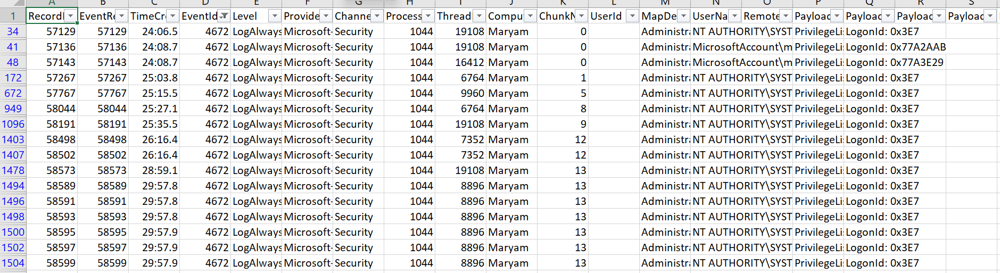 A B C D E F G H I J K L M N O P Q R S
1 Record EventRe TimeCr EventId Level Provide Channe Process Thread Compu ChunkN UserId MapDe UserNa Remote Payload Payload Payload Payload
34 57129 57129 24:06.5 4672 LogAlways Microsoft- Security 1044 19108 Maryam 0 Administra NT AUTHORITY\SYST PrivilegeLi LogonId: 0x3E7
41 57136 57136 24:08.7 4672 LogAlways Microsoft- Security 1044 19108 Maryam 0 Administra MicrosoftAccount\m PrivilegeLi LogonId: 0x77A2AAB
48 57143 57143 24:08.7 4672 LogAlways Microsoft- Security 1044 16412 Maryam 0 Administra MicrosoftAccount\m PrivilegeLi LogonId: 0x77A3E29
172 57267 57267 25:03.8 4672 LogAlways Microsoft- Security 1044 6764 Maryam 1 Administra NT AUTHORITY\SYST PrivilegeLi LogonId: 0x3E7
672 57767 57767 25:15.5 4672 LogAlways Microsoft- Security 1044 9960 Maryam 5 Administra NT AUTHORITY\SYST PrivilegeLi LogonId: 0x3E7
949 58044 58044 25:27.1 4672 LogAlways Microsoft- Security 1044 6764 Maryam 8 Administra NT AUTHORITY\SYST PrivilegeLi LogonId: 0x3E7
1096 58191 58191 25:35.5 4672 LogAlways Microsoft- Security 1044 19108 Maryam 9 Administra NT AUTHORITY\SYST PrivilegeLi LogonId: 0x3E7
1403 58498 58498 26:16.4 4672 LogAlways Microsoft- Security 1044 7352 Maryam 12 Administra NT AUTHORITY\SYST PrivilegeLi LogonId: 0x3E7
1407 58502 58502 26:16.4 4672 LogAlways Microsoft- Security 1044 7352 Maryam 12 Administra NT AUTHORITY\SYST PrivilegeLi LogonId: 0x3E7
1478 58573 58573 28:59.1 4672 LogAlways Microsoft- Security 1044 19108 Maryam 13 Administra NT AUTHORITY\SYST PrivilegeLi LogonId: 0x3E7
1494 58589 58589 29:57.8 4672 LogAlways Microsoft- Security 1044 8896 Maryam 13 Administra NT AUTHORITY\SYST PrivilegeLi LogonId: 0x3E7
1496 58591 58591 29:57.8 4672 LogAlways Microsoft- Security 1044 8896 Maryam 13 Administra NT AUTHORITY\SYST PrivilegeLi LogonId: 0x3E7
1498 58593 58593 29:57.8 4672 LogAlways Microsoft- Security 1044 8896 Maryam 13 Administra NT AUTHORITY\SYST PrivilegeLi LogonId: 0x3E7
1500 58595 58595 29:57.9 4672 LogAlways Microsoft- Security 1044 8896 Maryam 13 Administra NT AUTHORITY\SYST PrivilegeLi LogonId: 0x3E7
1502 58597 58597 29:57.9 4672 LogAlways Microsoft- Security 1044 8896 Maryam 13 Administra NT AUTHORITY\SYST PrivilegeLi LogonId: 0x3E7
1504 58599 58599 29:57.9 4672 LogAlways Microsoft- Security 1044 8896 Maryam 13 Administra NT AUTHORITY\SYST PrivilegeLi LogonId: 0x3E7